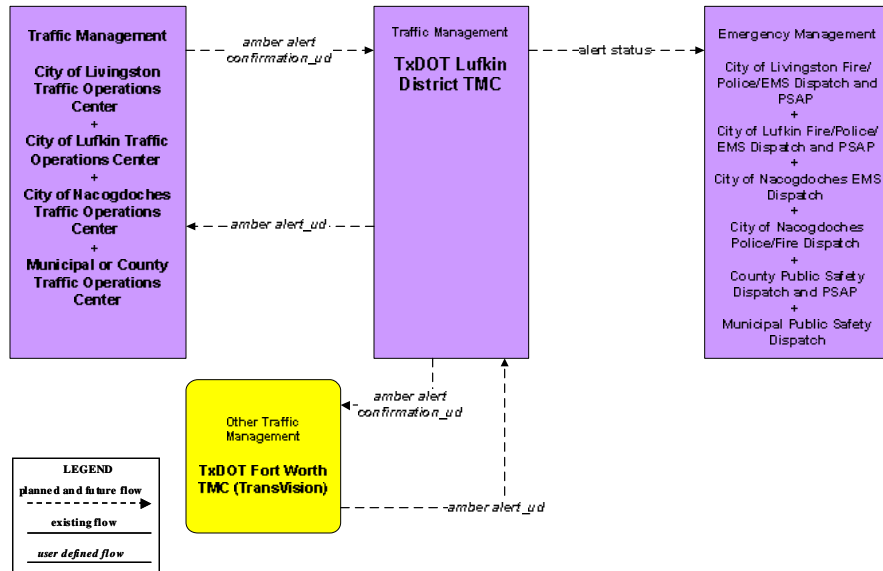 Traffic Management
City of Livingston
Traffic Operations
Center
+
City of Lufkin Traffic
Operations Center
+
City of Nacogdoches
Traffic Operations
Center
+
Municipal or County
Traffic Operations
Center
amber alert
confirmation_ud
amber alert_ud
Traffic Management
TxDOT Lufkin
District TMC
alert status
Emergency Management
City of Livingston Fire/
Police/EMS Dispatch and
PSAP
+
City of Lufkin Fire/Police/
EMS Dispatch and PSAP
+
City of Nacogdoches EMS
Dispatch
+
City of Nacogdoches
Police/Fire Dispatch
+
County Public Safety
Dispatch and PSAP
+
Municipal Public Safety
Dispatch
amber alert
confirmation_ud
Other Traffic
Management
TxDOT Fort Worth
TMC (TransVision)
amber alert_ud
LEGEND
planned and future flow
existing flow
user defined flow